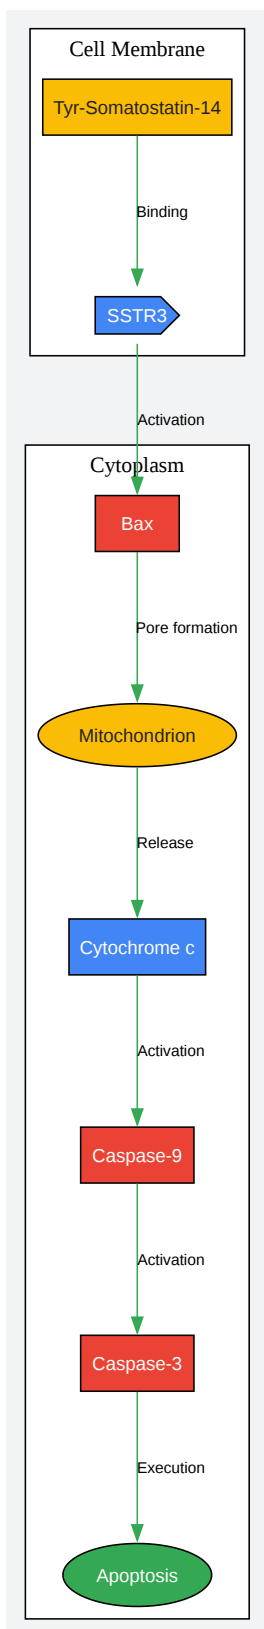 Cell Membrane
Tyr-Somatostatin-14
Binding
SSTR3
Activation
Cytoplasm
Bax
Pore formation
Mitochondrion
Release
Cytochrome c
Activation
Caspase-9
Activation
Caspase-3
Execution
Apoptosis